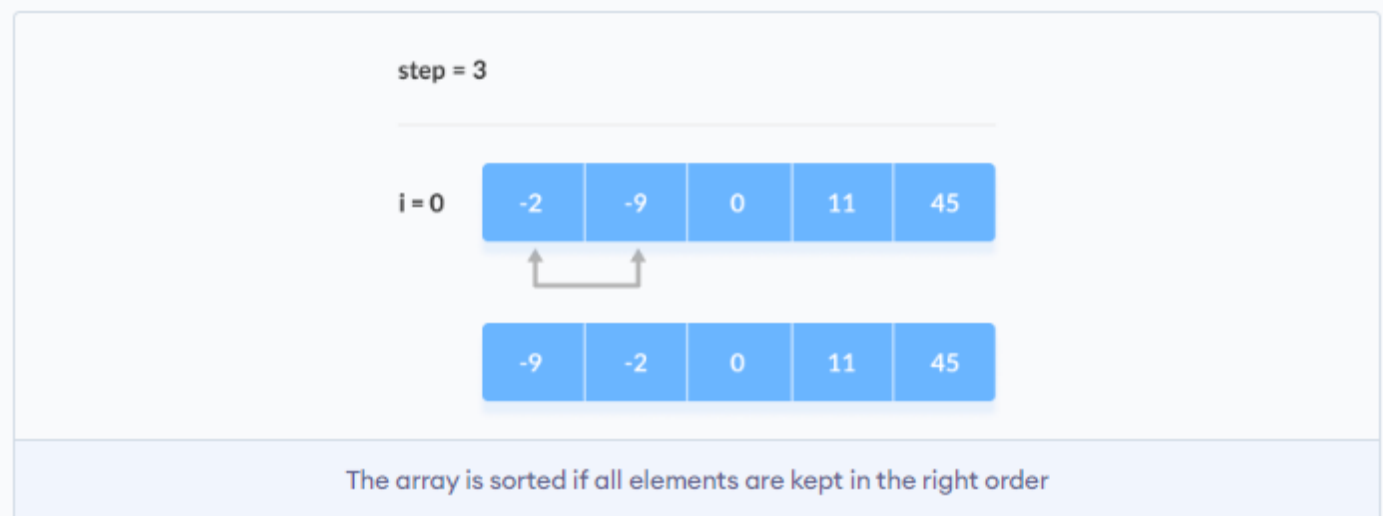 step = 3
i = 0 -2 -9 0 11 45
-9 -2 0 11 45
The array is sorted if all elements are kept in the right order